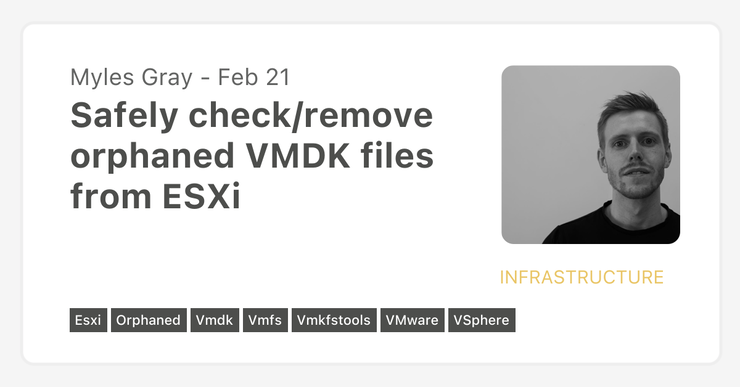 Myles Gray - Feb 21
Safely check/remove
orphaned VMDK files
from ESXi
INFRASTRUCTURE
Esxi Orphaned Vmdk Vmfs Vmkfstools VMware VSphere